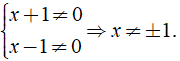 {x + 1 ≠ 0
x − 1 ≠ 0 ⇒ x ≠ ±1.